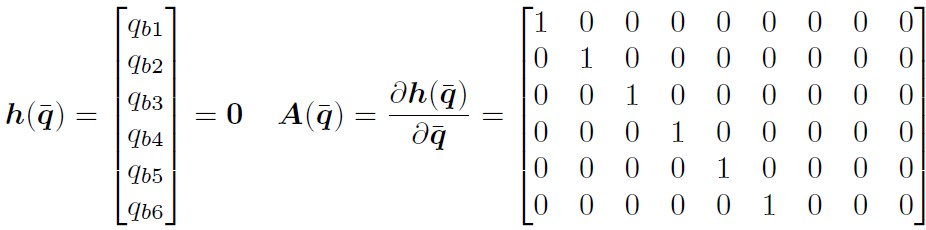 h(q̄) = [q_b1 q_b2 q_b3 q_b4 q_b5 q_b6] = 0 A(q̄) = ∂h(q̄)/∂q̄ =
1 0 0 0 0 0 0 0 0
0 1 0 0 0 0 0 0 0
0 0 1 0 0 0 0 0 0
0 0 0 1 0 0 0 0 0
0 0 0 0 1 0 0 0 0
0 0 0 0 0 1 0 0 0